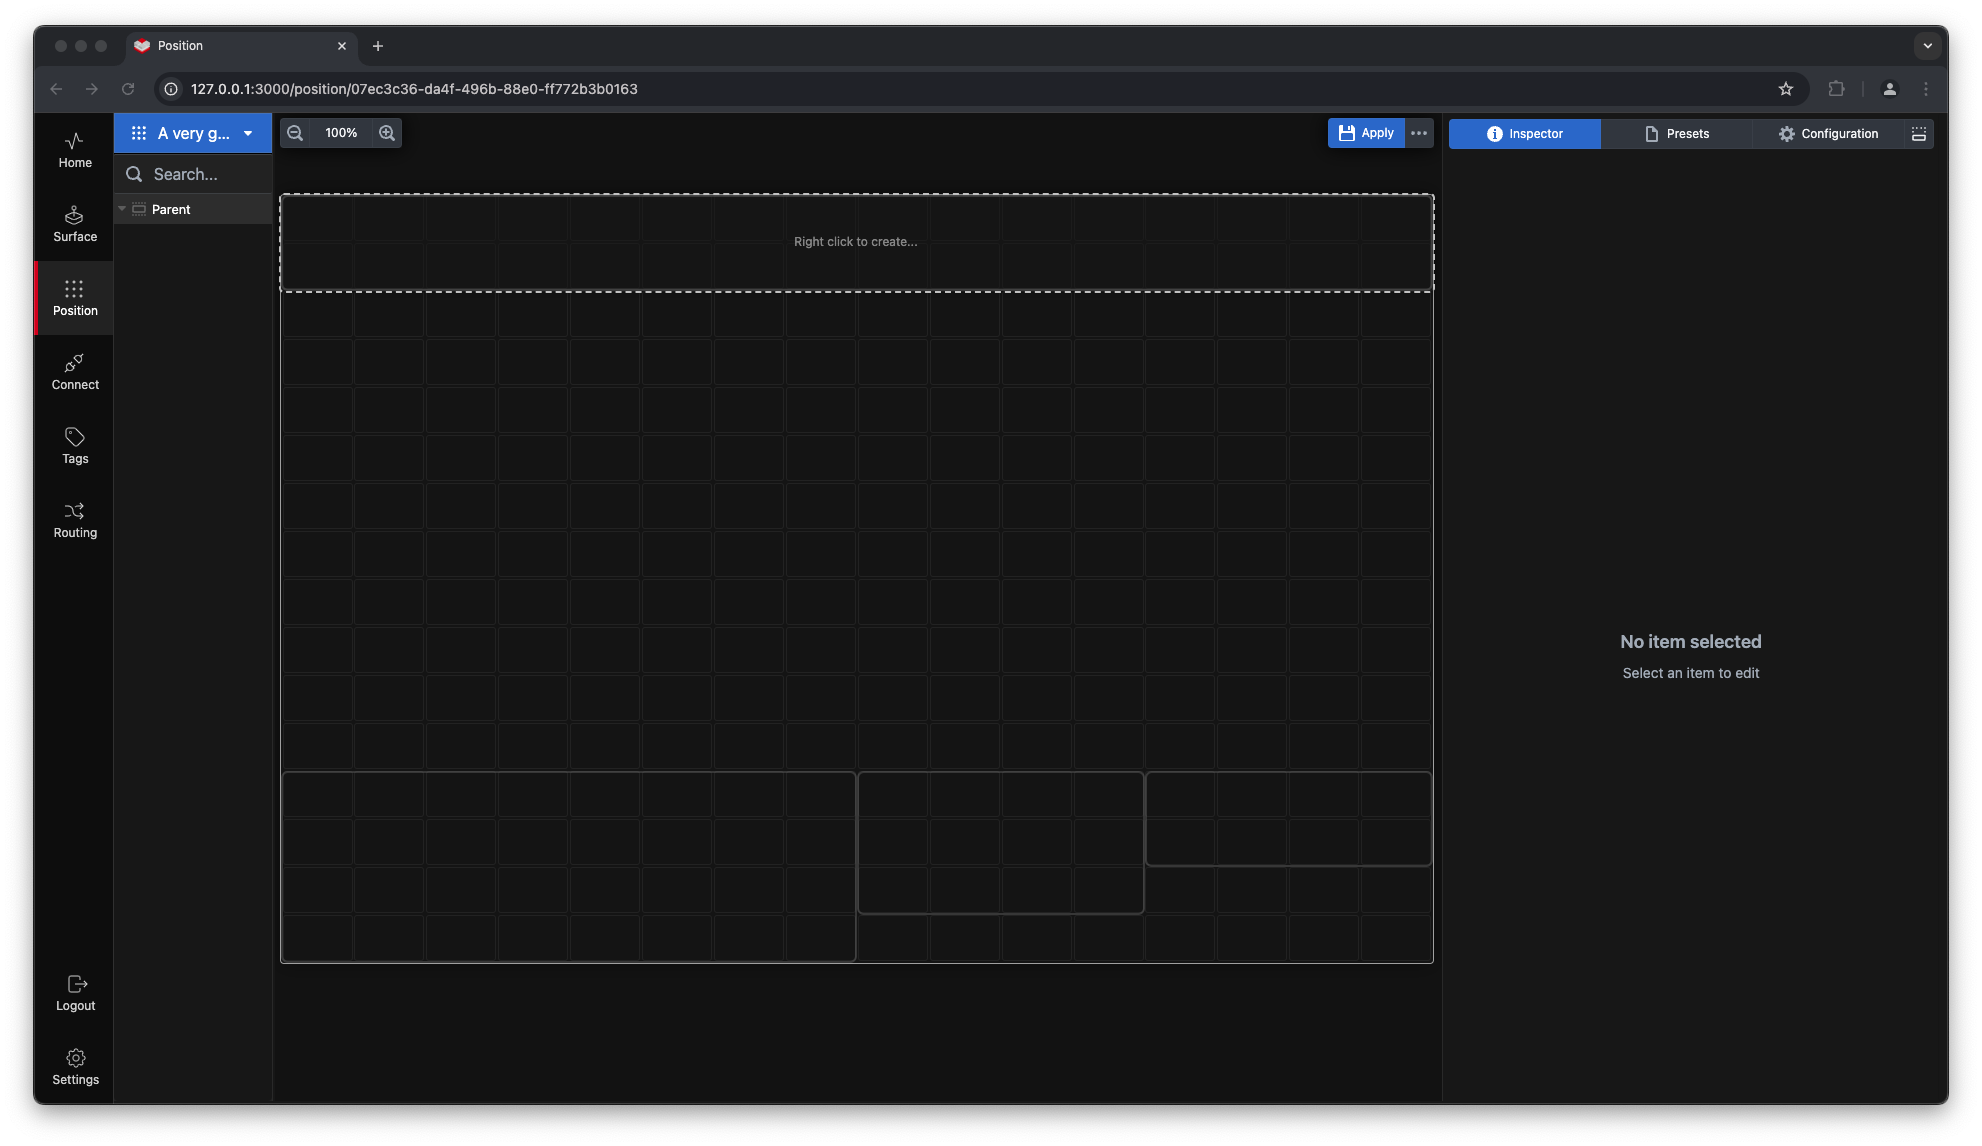 Position
127.0.0.1:3000/position/07ec3c36-da4f-496b-88e0-ff772b3b0163
Home
Surface
Position
Connect
Tags
Routing
Logout
Settings
A very g...
Search...
Parent
100%
Apply
Right click to create...
Inspector
Presets
Configuration
No item selected
Select an item to edit